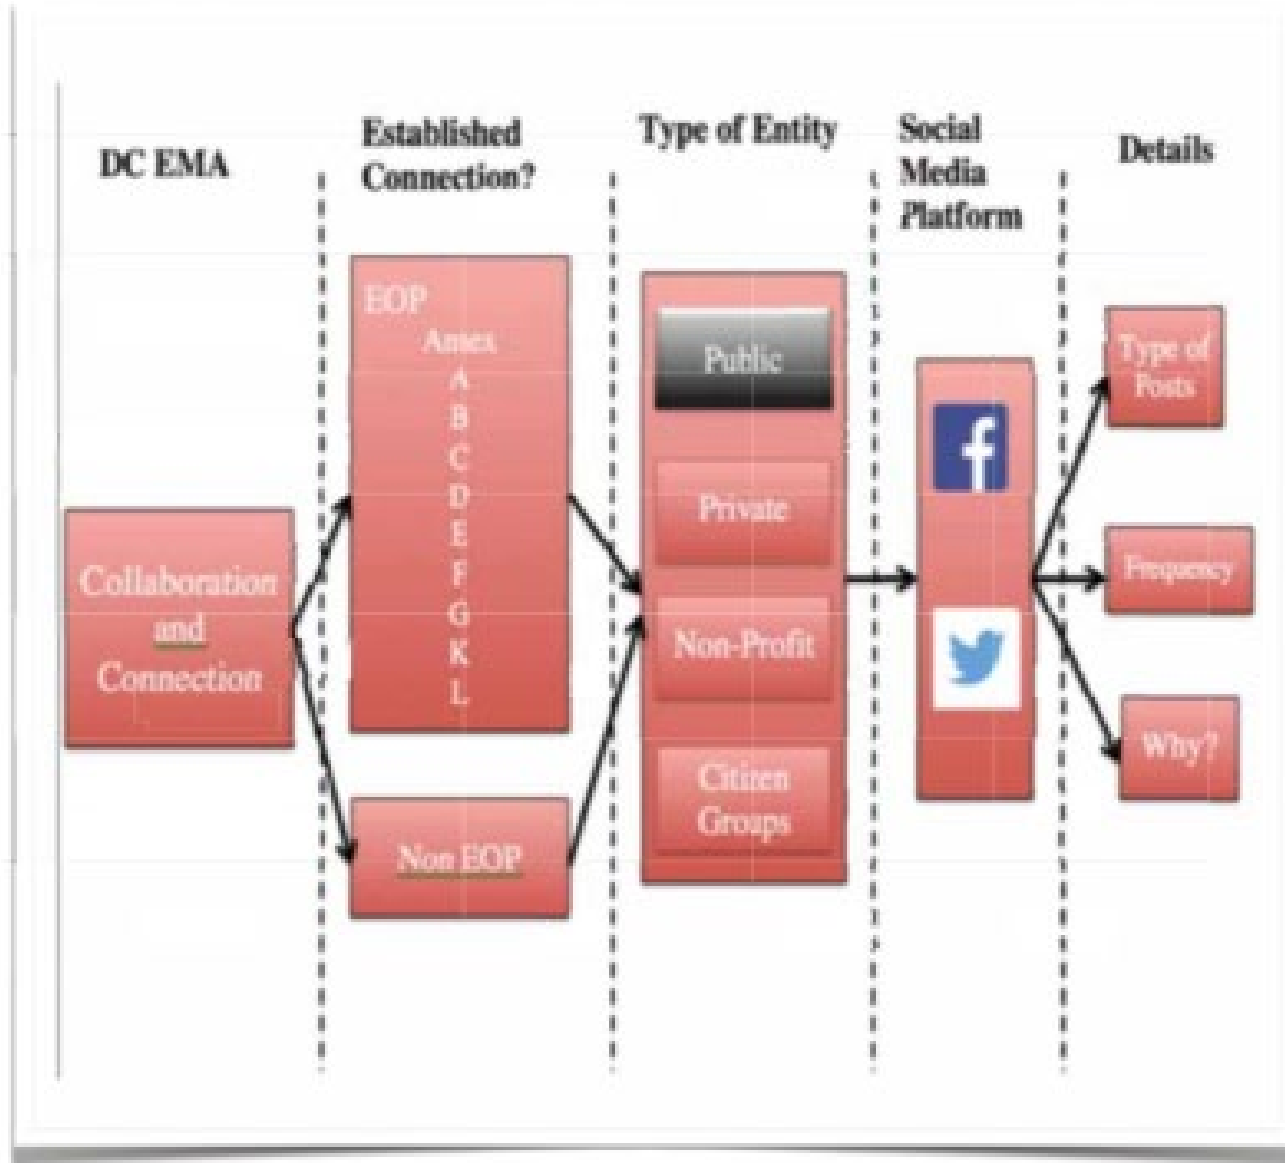 DC EMA
Established
Connection?
Type of Entity
Social
Media
Platform
Details
Collaboration
and
Connection
EOP
Annex
A
B
C
D
E
F
G
K
L
Non EOP
Public
Private
Non-Profit
Citizen
Groups
f
Type of
Posts
Frequency
Why?